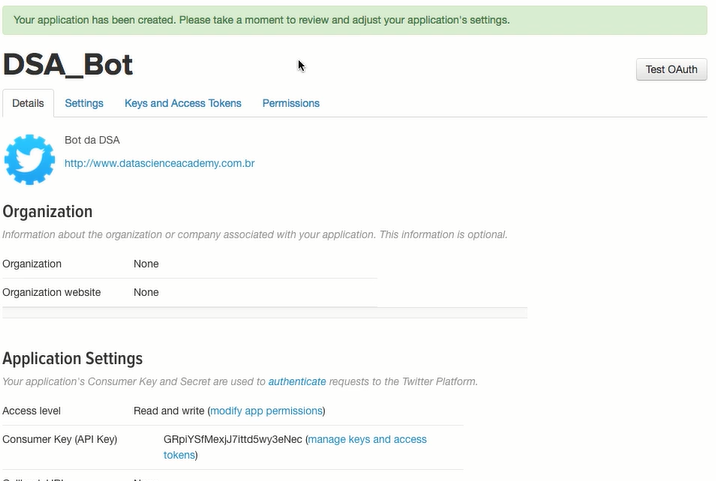 Your application has been created. Please take a moment to review and adjust your application's settings.
DSA_Bot
Test OAuth
Details Settings Keys and Access Tokens Permissions
Bot da DSA
http://www.datascienceacademy.com.br
Organization
Information about the organization or company associated with your application. This information is optional.
Organization None
Organization website None
Application Settings
Your application's Consumer Key and Secret are used to authenticate requests to the Twitter Platform.
Access level Read and write (modify app permissions)
Consumer Key (API Key) GRpiYSfMexjJ7ittd5wy3eNec (manage keys and access
tokens)